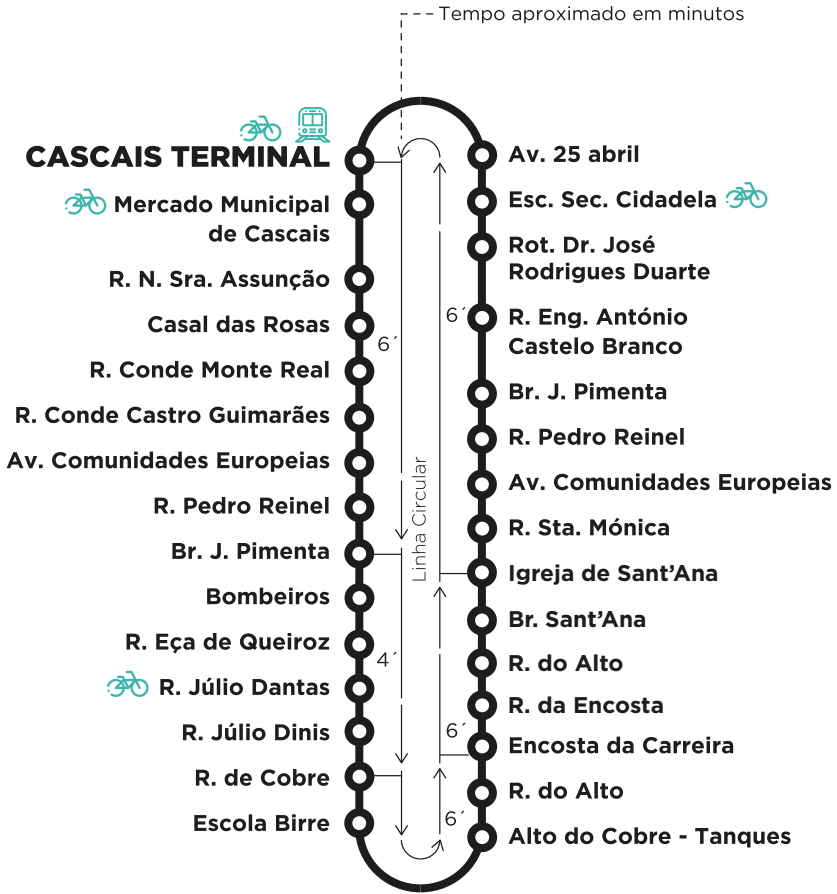 Tempo aproximado em minutos
CASCAIS TERMINAL
Mercado Municipal
de Cascais
R. N. Sra. Assunção
Casal das Rosas
R. Conde Monte Real
R. Conde Castro Guimarães
Av. Comunidades Europeias
R. Pedro Reinel
Br. J. Pimenta
Bombeiros
R. Eça de Queiroz
R. Júlio Dantas
R. Júlio Dinis
R. de Cobre
Escola Birre
6´
4´
Linha Circular
6´
6´
6´
Av. 25 abril
Esc. Sec. Cidadela
Rot. Dr. José
Rodrigues Duarte
R. Eng. António
Castelo Branco
Br. J. Pimenta
R. Pedro Reinel
Av. Comunidades Europeias
R. Sta. Mónica
Igreja de Sant’Ana
Br. Sant’Ana
R. do Alto
R. da Encosta
Encosta da Carreira
R. do Alto
Alto do Cobre - Tanques